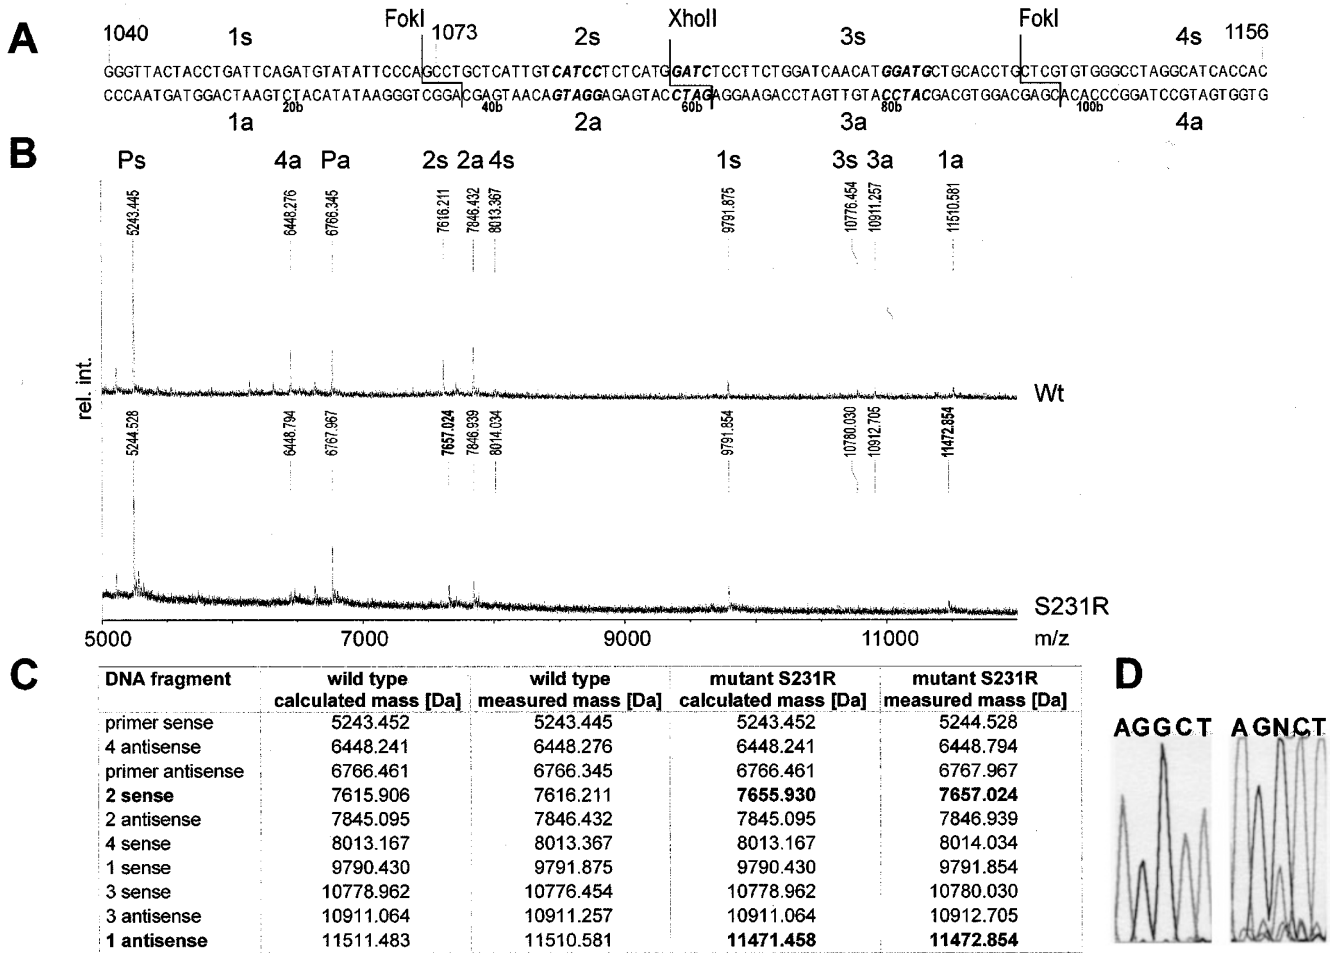 A
FokI
XhoII
FokI
1040
1s
1073
2s
3s
4s
1156
GGGTTACTACCTGATTCAGATGTATATTCCCAGCCTGCTCATTGTCATCCTCTCATGGATCTCCTTCTGGATCAACATGGATGCTGCACCTGCTCGTGTGGGCCTAGGCATCACCAC
CCCAATGATGGACTAAGTCTACATATAAGGGTCGGACGAGTAACAGTAGGAGAGTACCTAGAGGAAGACCTAGTTGTACCTACGACGTGGACGAGCACACCCGGATCCGTAGTGGTG
20b
40b
60b
80b
100b
1a
2a
3a
4a
B
Ps
4a
Pa
2s
2a
4s
1s
3s
3a
1a
5243.445
6448.276
6766.345
7616.211
7846.432
8013.367
9791.875
10776.454
10911.257
11510.581
Wt
rel. int.
5244.528
6448.794
6767.967
7657.024
7846.939
8014.034
9791.854
10780.030
10912.705
11472.854
S231R
5000
7000
9000
11000
m/z
C
DNA fragment
wild type calculated mass [Da]
wild type measured mass [Da]
mutant S231R calculated mass [Da]
mutant S231R measured mass [Da]
primer sense 5243.452 5243.445 5243.452 5244.528
4 antisense 6448.241 6448.276 6448.241 6448.794
primer antisense 6766.461 6766.345 6766.461 6767.967
2 sense 7615.906 7616.211 7655.930 7657.024
2 antisense 7845.095 7846.432 7845.095 7846.939
4 sense 8013.167 8013.367 8013.167 8014.034
1 sense 9790.430 9791.875 9790.430 9791.854
3 sense 10778.962 10776.454 10778.962 10780.030
3 antisense 10911.064 10911.257 10911.064 10912.705
1 antisense 11511.483 11510.581 11471.458 11472.854
D
AGGCT
AGNCT